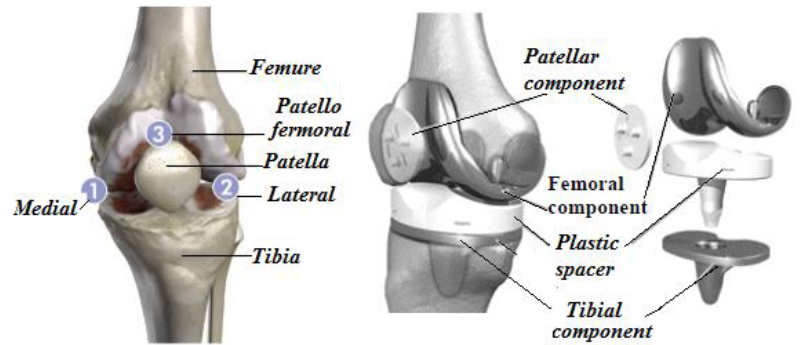 Femure
Patello
fermoral
3
Patella
1
2
Medial
Lateral
Tibia
Patellar
component
Femoral
component
Plastic
spacer
Tibial
component